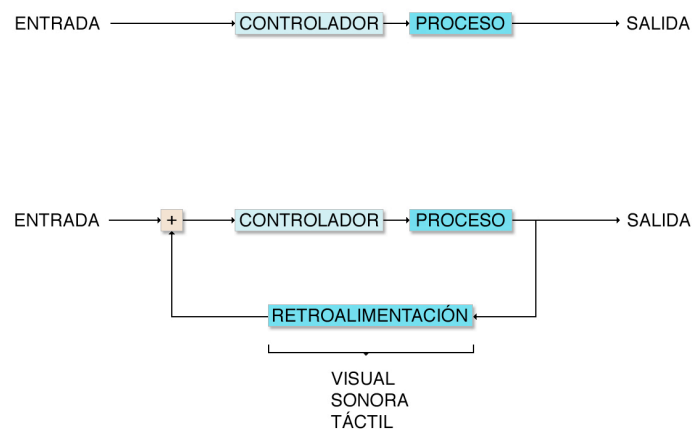 ENTRADA CONTROLADOR PROCESO SALIDA
ENTRADA + CONTROLADOR PROCESO SALIDA
RETROALIMENTACIÓN
VISUAL
SONORA
TÁCTIL